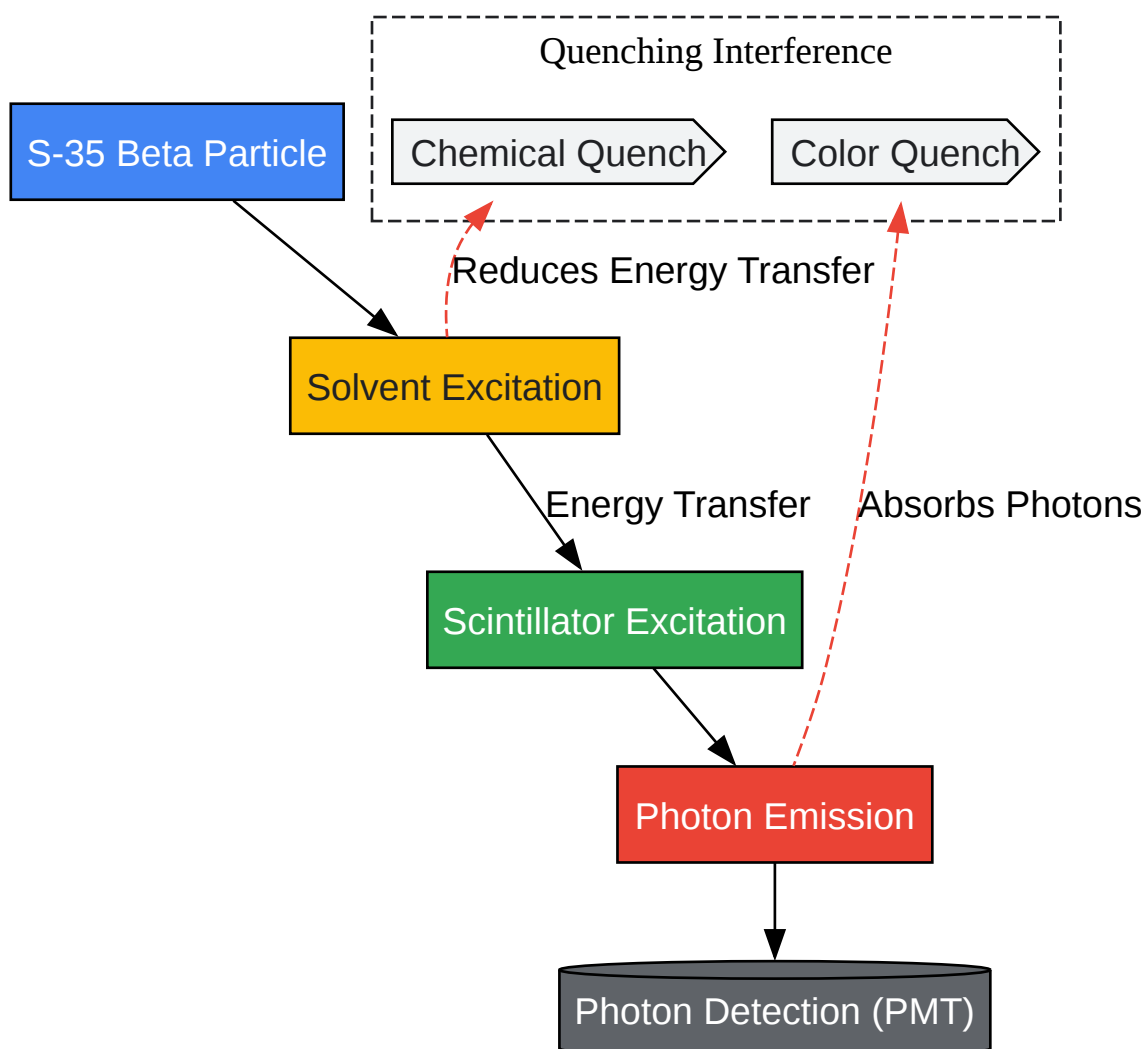 Quenching Interference
S-35 Beta Particle
Chemical Quench
Color Quench
Reduces Energy Transfer
Solvent Excitation
Energy Transfer
Absorbs Photons
Scintillator Excitation
Photon Emission
Photon Detection (PMT)